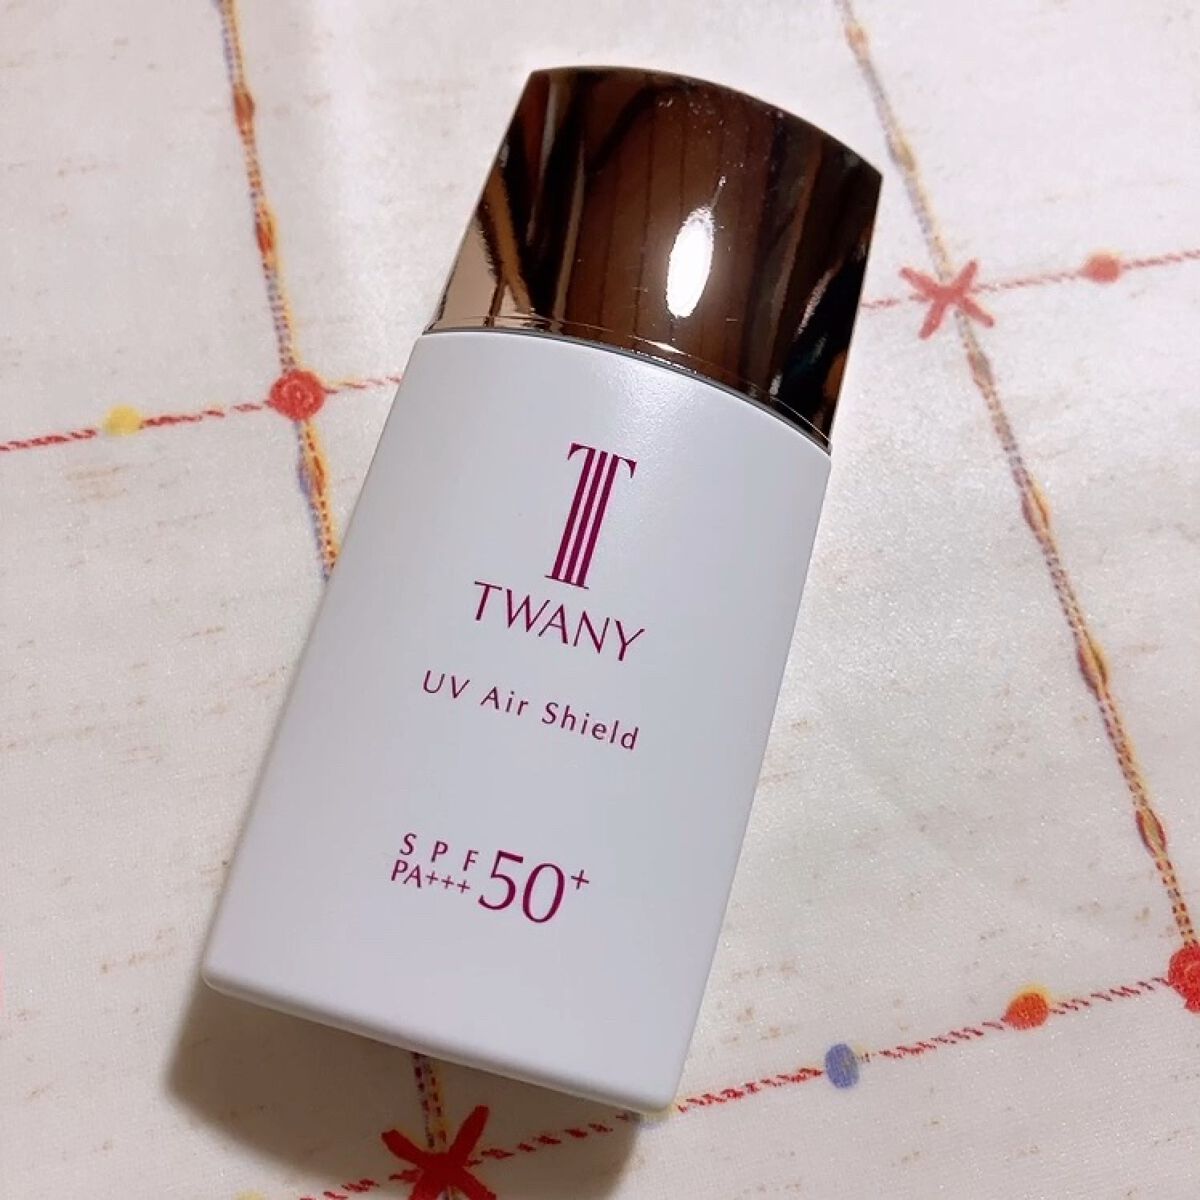 T
TWANY
UV Air Shield
SPF
PA+++ 50+